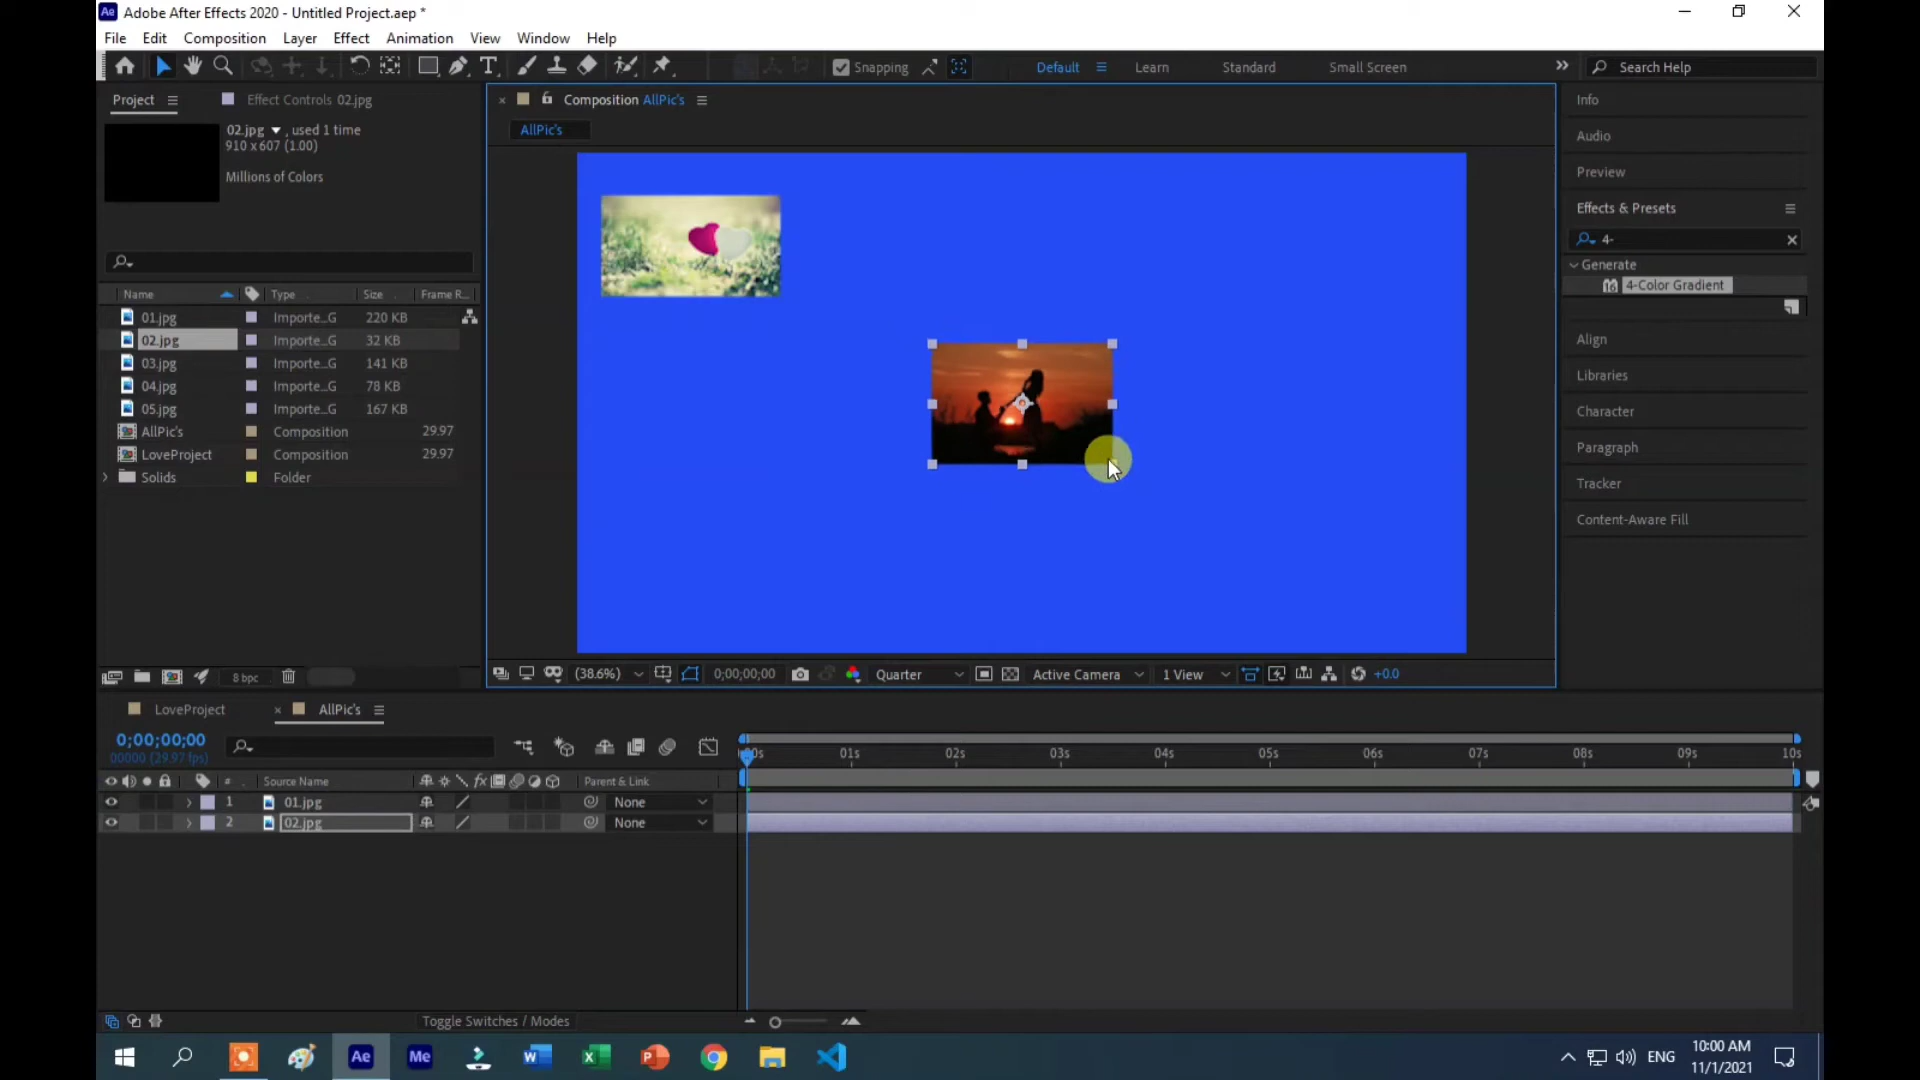 Ae Adobe After Effects 2020 - Untitled Project.aep *
File Edit Composition Layer Effect Animation View Window Help
Snapping Default Learn Standard Small Screen Search Help
Project Effect Controls 02.jpg
02.jpg , used 1 time
910 x 607 (1.00)
Millions of Colors
Name Type Size Frame R...
01.jpg Importe...G 220 KB
02.jpg Importe...G 32 KB
03.jpg Importe...G 141 KB
04.jpg Importe...G 78 KB
05.jpg Importe...G 167 KB
AllPic's Composition 29.97
LoveProject Composition 29.97
Solids Folder
8 bpc
Composition AllPic's
AllPic's
(38.6%) 0;00;00;00 Quarter Active Camera 1 View +0.0
Info
Audio
Preview
Effects & Presets
4-
Generate
16 4-Color Gradient
Align
Libraries
Character
Paragraph
Tracker
Content-Aware Fill
LoveProject AllPic's
0;00;00;00
00000 (29.97 fps)
00s 01s 02s 03s 04s 05s 06s 07s 08s 09s 10s
# Source Name fx Parent & Link
1 01.jpg None
2 02.jpg None
Toggle Switches / Modes
Ae Me W X P
ENG
10:00 AM
11/1/2021